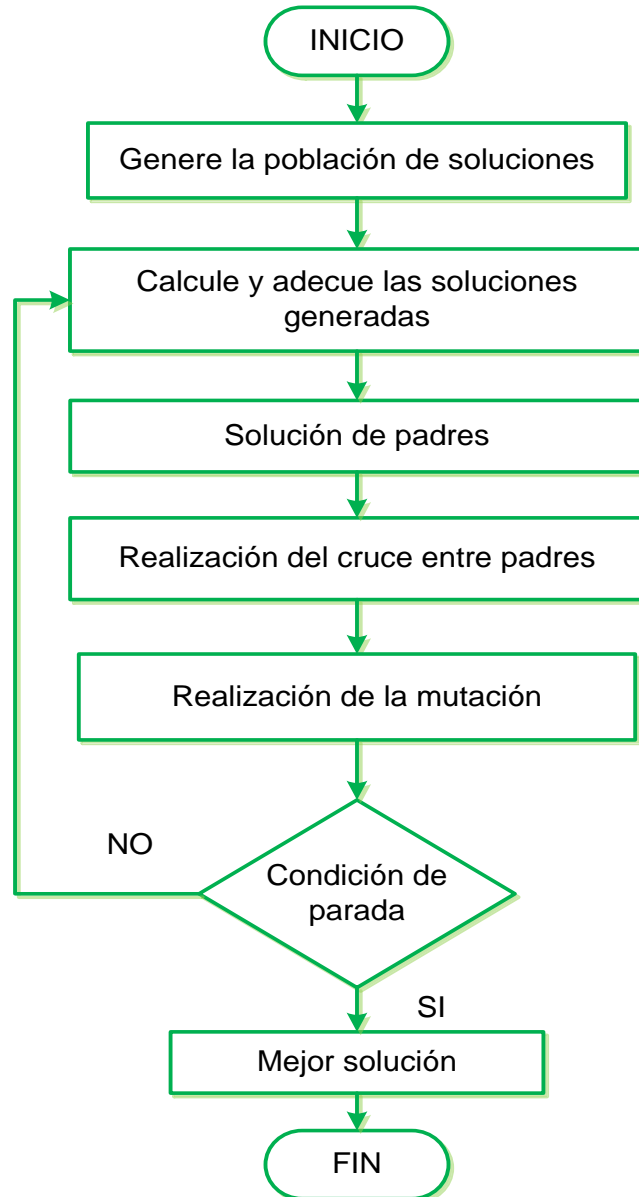 INICIO
Genere la población de soluciones
Calcule y adecue las soluciones
generadas
Solución de padres
Realización del cruce entre padres
Realización de la mutación
NO
Condición de
parada
SI
Mejor solución
FIN